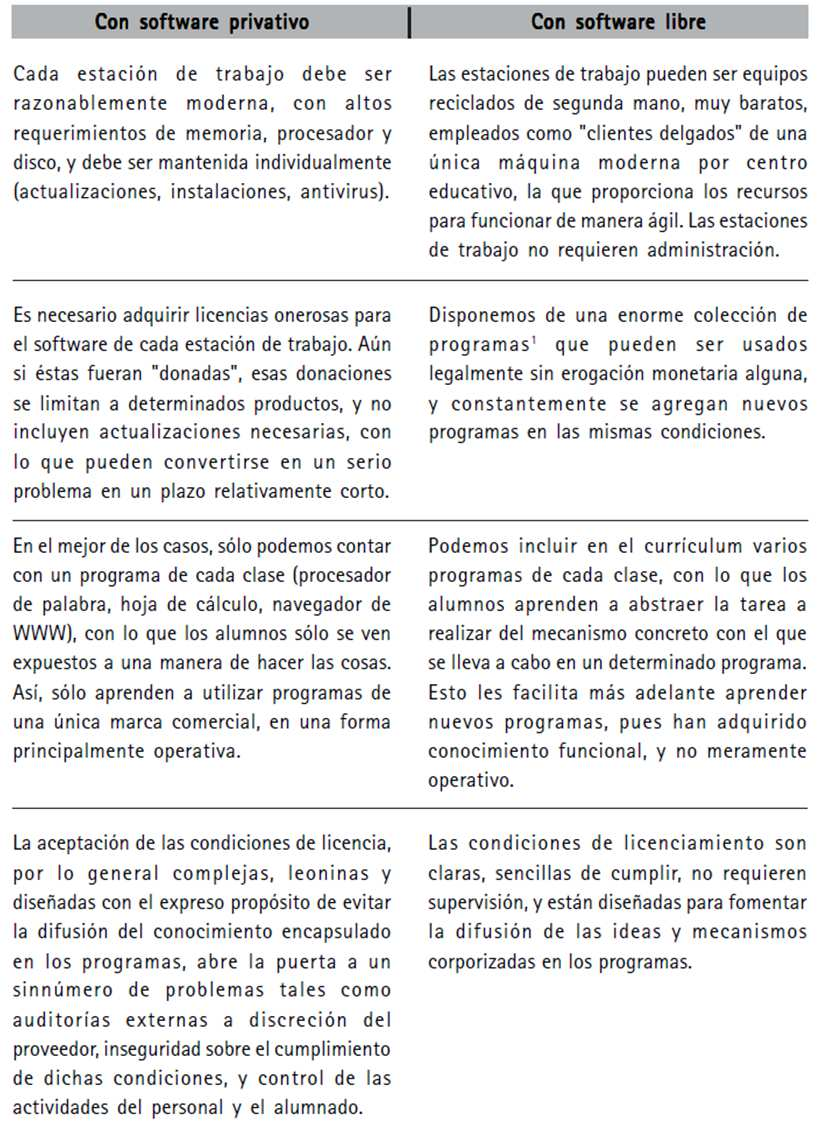 Con software privativo
Con software libre
Cada estación de trabajo debe ser
razonablemente moderna, con altos
requerimientos de memoria, procesador y
disco, y debe ser mantenida individualmente
(actualizaciones, instalaciones, antivirus).
Las estaciones de trabajo pueden ser equipos
reciclados de segunda mano, muy baratos,
empleados como "clientes delgados" de una
única máquina moderna por centro
educativo, la que proporciona los recursos
para funcionar de manera ágil. Las estaciones
de trabajo no requieren administración.
Es necesario adquirir licencias onerosas para
el software de cada estación de trabajo. Aún
si éstas fueran "donadas", esas donaciones
se limitan a determinados productos, y no
incluyen actualizaciones necesarias, con
lo que pueden convertirse en un serio
problema en un plazo relativamente corto.
Disponemos de una enorme colección de
programas¹ que pueden ser usados
legalmente sin erogación monetaria alguna,
y constantemente se agregan nuevos
programas en las mismas condiciones.
En el mejor de los casos, sólo podemos contar
con un programa de cada clase (procesador
de palabra, hoja de cálculo, navegador de
WWW), con lo que los alumnos sólo se ven
expuestos a una manera de hacer las cosas.
Así, sólo aprenden a utilizar programas de
una única marca comercial, en una forma
principalmente operativa.
Podemos incluir en el currículum varios
programas de cada clase, con lo que los
alumnos aprenden a abstraer la tarea a
realizar del mecanismo concreto con el que
se lleva a cabo en un determinado programa.
Esto les facilita más adelante aprender
nuevos programas, pues han adquirido
conocimiento funcional, y no meramente
operativo.
La aceptación de las condiciones de licencia,
por lo general complejas, leoninas y
diseñadas con el expreso propósito de evitar
la difusión del conocimiento encapsulado
en los programas, abre la puerta a un
sinnúmero de problemas tales como
auditorías externas a discreción del
proveedor, inseguridad sobre el cumplimiento
de dichas condiciones, y control de las
actividades del personal y el alumnado.
Las condiciones de licenciamiento son
claras, sencillas de cumplir, no requieren
supervisión, y están diseñadas para fomentar
la difusión de las ideas y mecanismos
corporizadas en los programas.